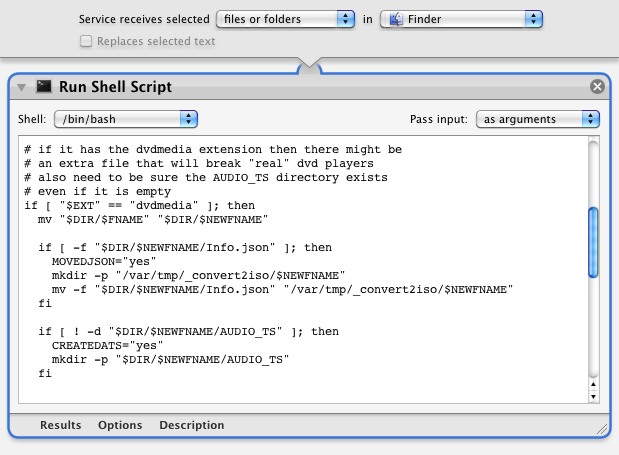 Service receives selected files or folders in Finder
Replaces selected text
Run Shell Script
Shell: /bin/bash Pass input: as arguments
# if it has the dvdmedia extension then there might be
# an extra file that will break "real" dvd players
# also need to be sure the AUDIO_TS directory exists
# even if it is empty
if [ "$EXT" == "dvdmedia" ]; then
  mv "$DIR/$FNAME" "$DIR/$NEWFNAME"

  if [ -f "$DIR/$NEWFNAME/Info.json" ]; then
    MOVEDJSON="yes"
    mkdir -p "/var/tmp/_convert2iso/$NEWFNAME"
    mv -f "$DIR/$NEWFNAME/Info.json" "/var/tmp/_convert2iso/$NEWFNAME"
  fi

  if [ ! -d "$DIR/$NEWFNAME/AUDIO_TS" ]; then
    CREATEDATS="yes"
    mkdir -p "$DIR/$NEWFNAME/AUDIO_TS"
  fi
Results Options Description